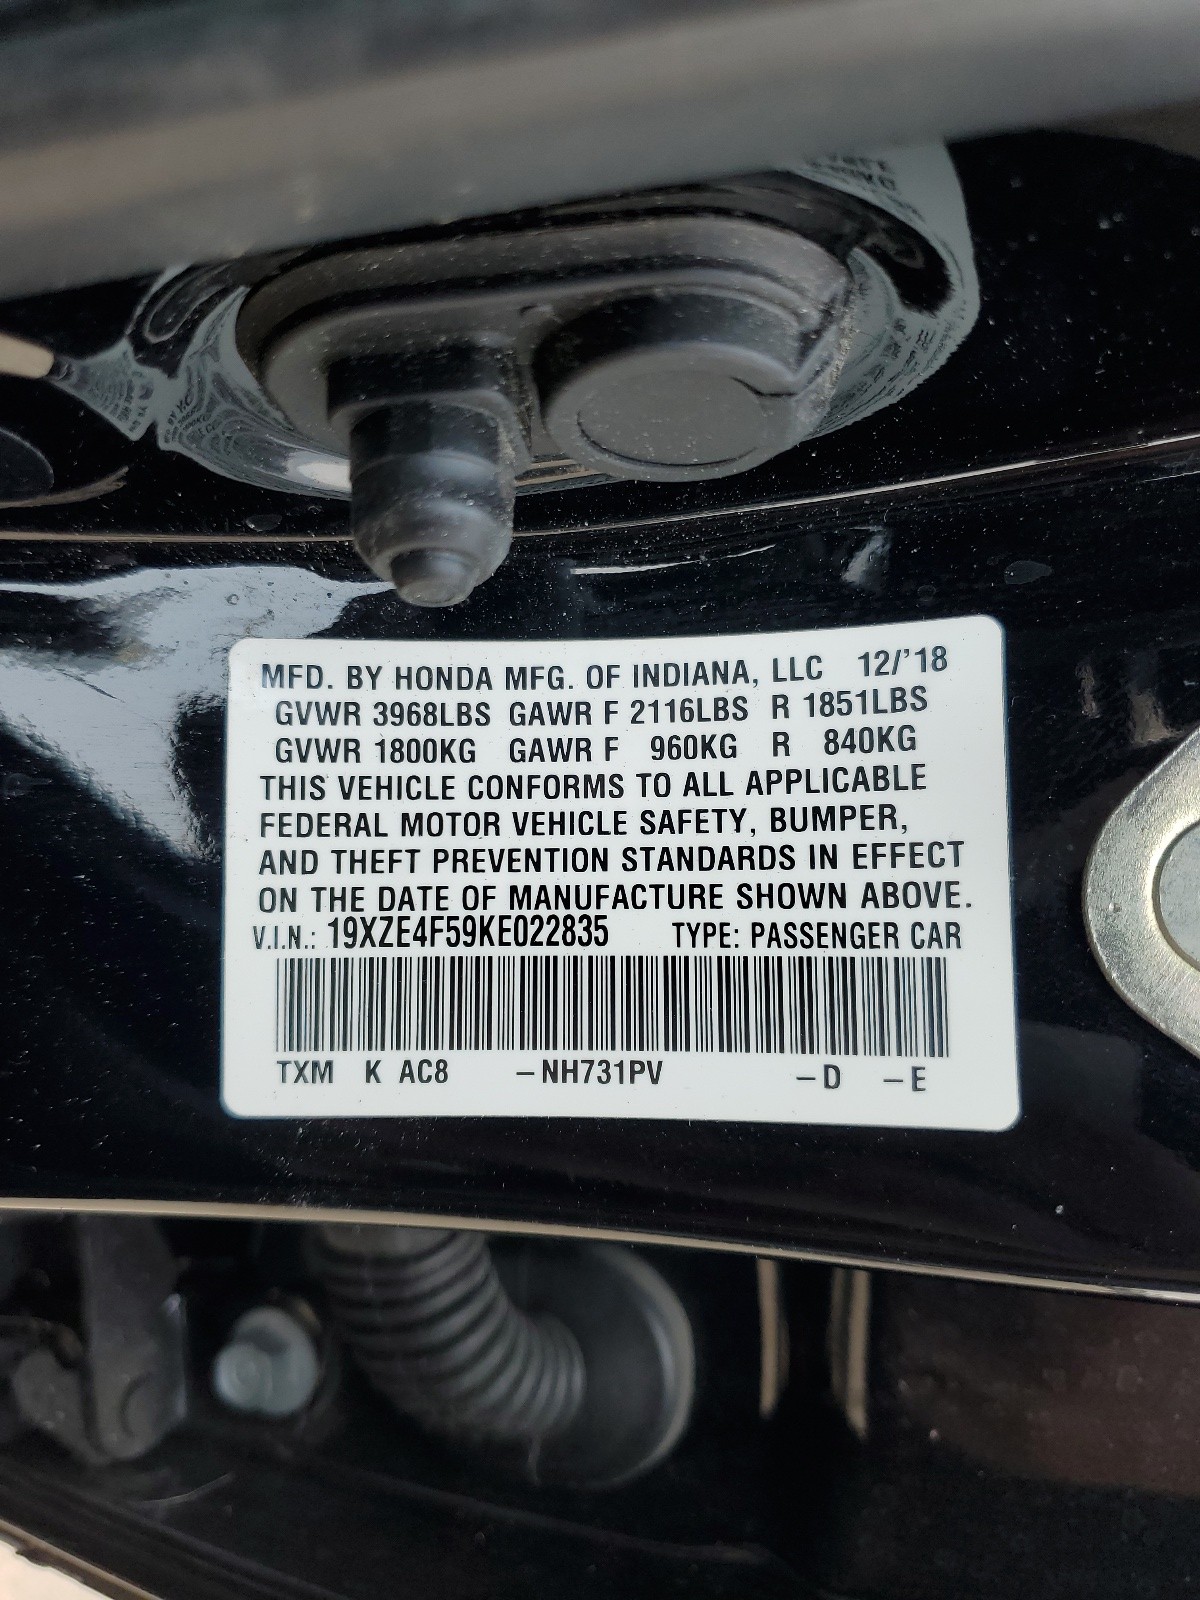 MFD. BY HONDA MFG. OF INDIANA, LLC 12/'18
GVWR 3968LBS GAWR F 2116LBS R 1851LBS
GVWR 1800KG GAWR F 960KG R 840KG
THIS VEHICLE CONFORMS TO ALL APPLICABLE
FEDERAL MOTOR VEHICLE SAFETY, BUMPER,
AND THEFT PREVENTION STANDARDS IN EFFECT
ON THE DATE OF MANUFACTURE SHOWN ABOVE.
V.I.N.: 19XZE4F59KE022835 TYPE: PASSENGER CAR
TXM K AC8 –NH731PV –D –E